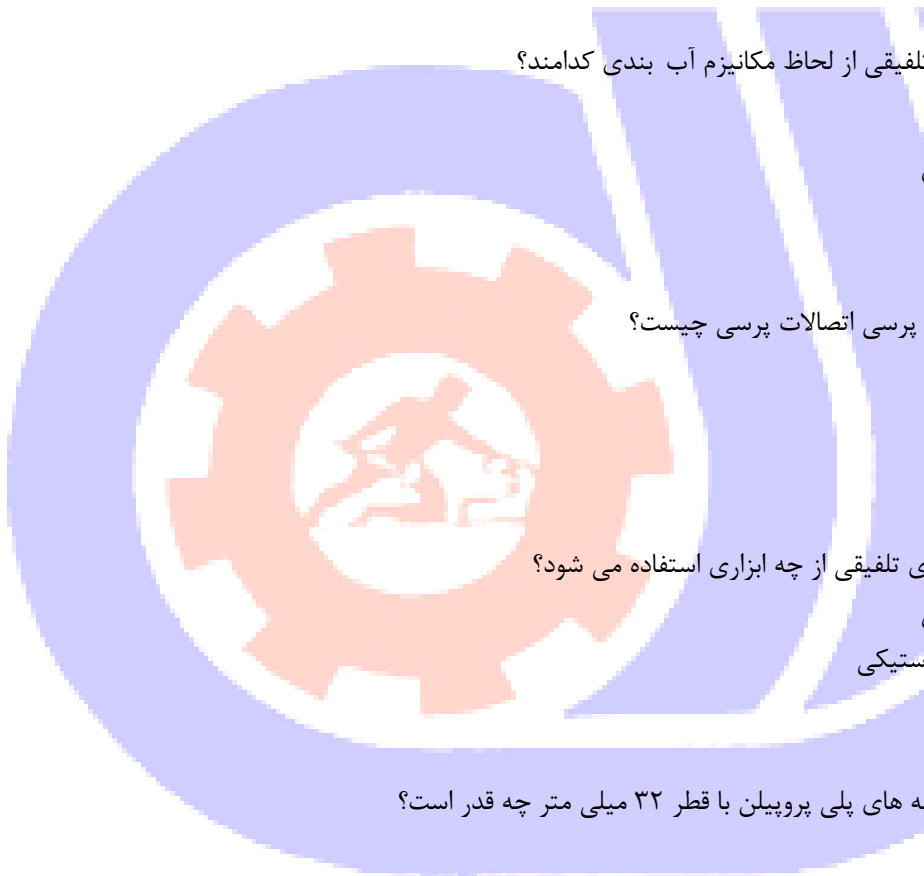 تلفیقی از لحاظ مکانیزم آب بندی کدامند؟
پرسی اتصالات پرسی چیست؟
ی تلفیقی از چه ابزاری استفاده می شود؟
ستیکی
ه های پلی پروپیلن با قطر ۳۲ میلی متر چه قدر است؟